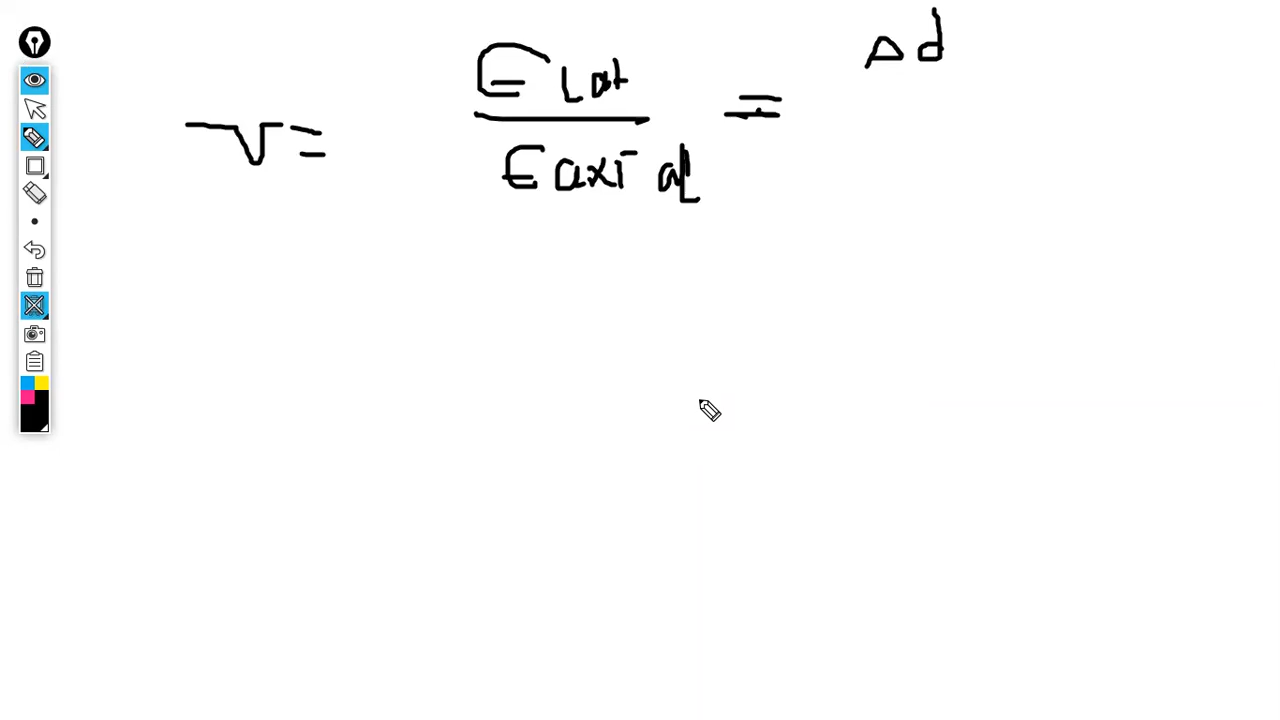 ν = ε Lat / ε axial = Δd